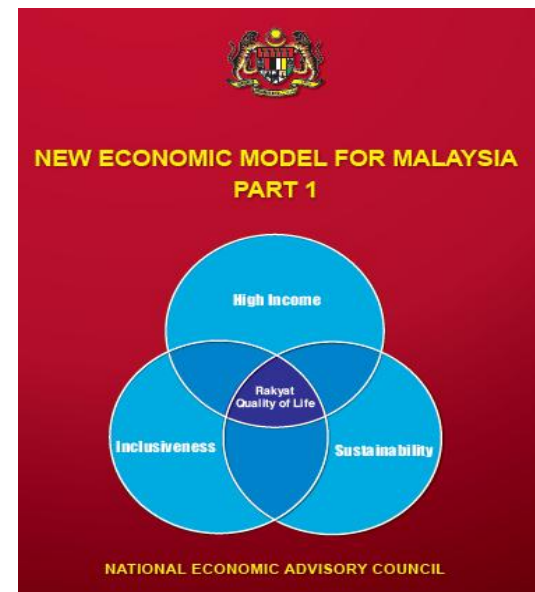 NEW ECONOMIC MODEL FOR MALAYSIA
PART 1
High Income
Rakyat
Quality of Life
Inclusiveness
Sustainability
NATIONAL ECONOMIC ADVISORY COUNCIL